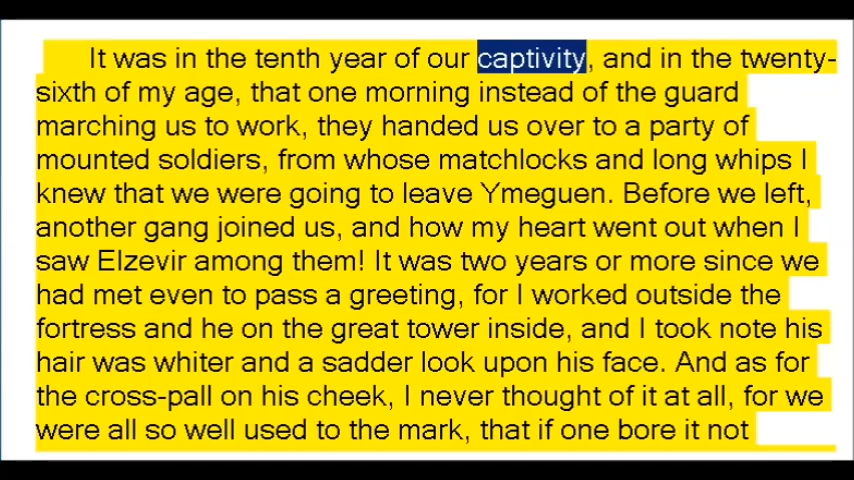 It was in the tenth year of our captivity, and in the twenty-
sixth of my age, that one morning instead of the guard
marching us to work, they handed us over to a party of
mounted soldiers, from whose matchlocks and long whips I
knew that we were going to leave Ymeguen. Before we left,
another gang joined us, and how my heart went out when I
saw Elzevir among them! It was two years or more since we
had met even to pass a greeting, for I worked outside the
fortress and he on the great tower inside, and I took note his
hair was whiter and a sadder look upon his face. And as for
the cross-pall on his cheek, I never thought of it at all, for we
were all so well used to the mark, that if one bore it not